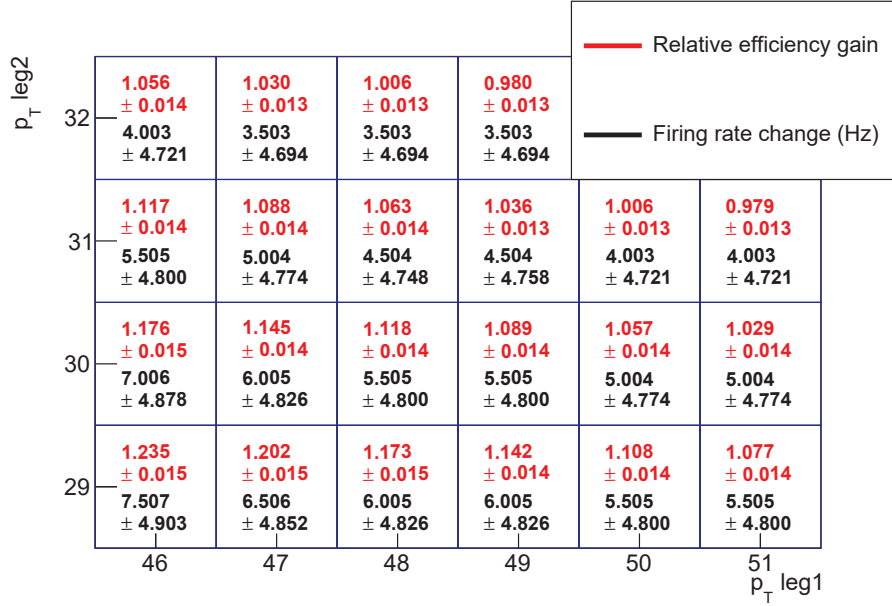 Relative efficiency gain
Firing rate change (Hz)
p_T leg2
32
1.056 1.030 1.006 0.980
± 0.014 ± 0.013 ± 0.013 ± 0.013
4.003 3.503 3.503 3.503
± 4.721 ± 4.694 ± 4.694 ± 4.694
31
1.117 1.088 1.063 1.036 1.006 0.979
± 0.014 ± 0.014 ± 0.014 ± 0.013 ± 0.013 ± 0.013
5.505 5.004 4.504 4.504 4.003 4.003
± 4.800 ± 4.774 ± 4.748 ± 4.758 ± 4.721 ± 4.721
30
1.176 1.145 1.118 1.089 1.057 1.029
± 0.015 ± 0.014 ± 0.014 ± 0.014 ± 0.014 ± 0.014
7.006 6.005 5.505 5.505 5.004 5.004
± 4.878 ± 4.826 ± 4.800 ± 4.800 ± 4.774 ± 4.774
29
1.235 1.202 1.173 1.142 1.108 1.077
± 0.015 ± 0.015 ± 0.015 ± 0.014 ± 0.014 ± 0.014
7.507 6.506 6.005 6.005 5.505 5.505
± 4.903 ± 4.852 ± 4.826 ± 4.826 ± 4.800 ± 4.800
46 47 48 49 50 51
p_T leg1